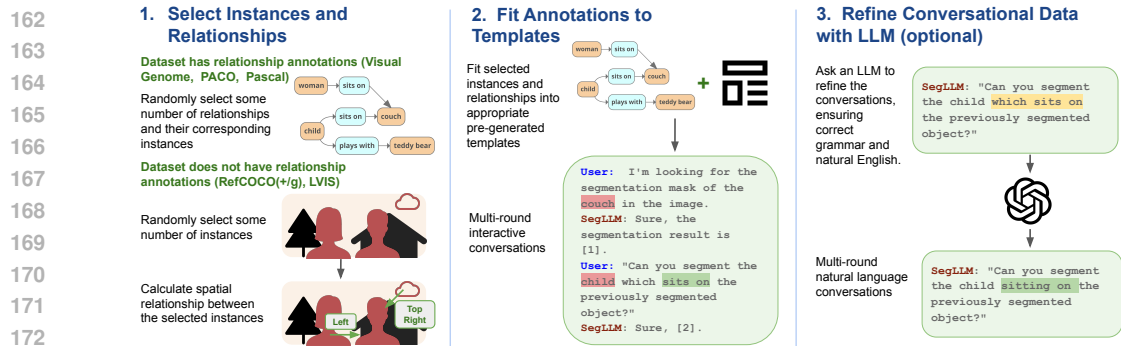 162
163
164
165
166
167
168
169
170
171
172
1. Select Instances and
Relationships
Dataset has relationship annotations (Visual
Genome, PACO, Pascal)
Randomly select some
number of relationships
and their corresponding
instances
woman
sits on
sits on
couch
child
plays with
teddy bear
Dataset does not have relationship
annotations (RefCOCO(+/g), LVIS)
Randomly select some
number of instances
Calculate spatial
relationship between
the selected instances
Left
Top
Right
2. Fit Annotations to
Templates
Fit selected
instances and
relationships into
appropriate
pre-generated
templates
woman
sits on
sits on
couch
child
plays with
teddy bear
+
Multi-round
interactive
conversations
User: I'm looking for the
segmentation mask of the
couch in the image.
SegLLM: Sure, the
segmentation result is
[1].
User: "Can you segment the
child which sits on the
previously segmented
object?"
SegLLM: Sure, [2].
3. Refine Conversational Data
with LLM (optional)
Ask an LLM to
refine the
conversations,
ensuring
correct
grammar and
natural English.
SegLLM: "Can you segment
the child which sits on
the previously segmented
object?"
Multi-round
natural language
conversations
SegLLM: "Can you segment
the child sitting on the
previously segmented
object?"